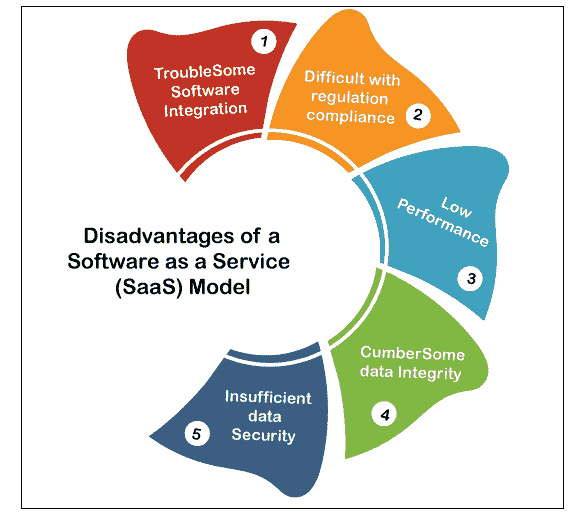 Disadvantages of a
Software as a Service
(SaaS) Model
1
TroubleSome
Software
Integration
Difficult with
regulation
compliance
2
Low
Performance
3
CumberSome
data Integrity
4
Insufficient
data
Security
5